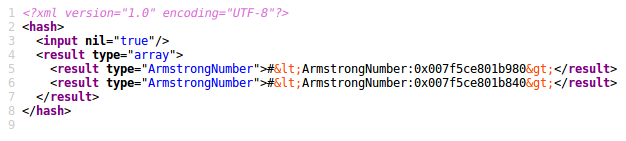 1 <?xml version="1.0" encoding="UTF-8"?>
2 <hash>
3   <input nil="true"/>
4   <result type="array">
5     <result type="ArmstrongNumber">#&lt;ArmstrongNumber:0x007f5ce801b980&gt;</result>
6     <result type="ArmstrongNumber">#&lt;ArmstrongNumber:0x007f5ce801b840&gt;</result>
7   </result>
8 </hash>
9